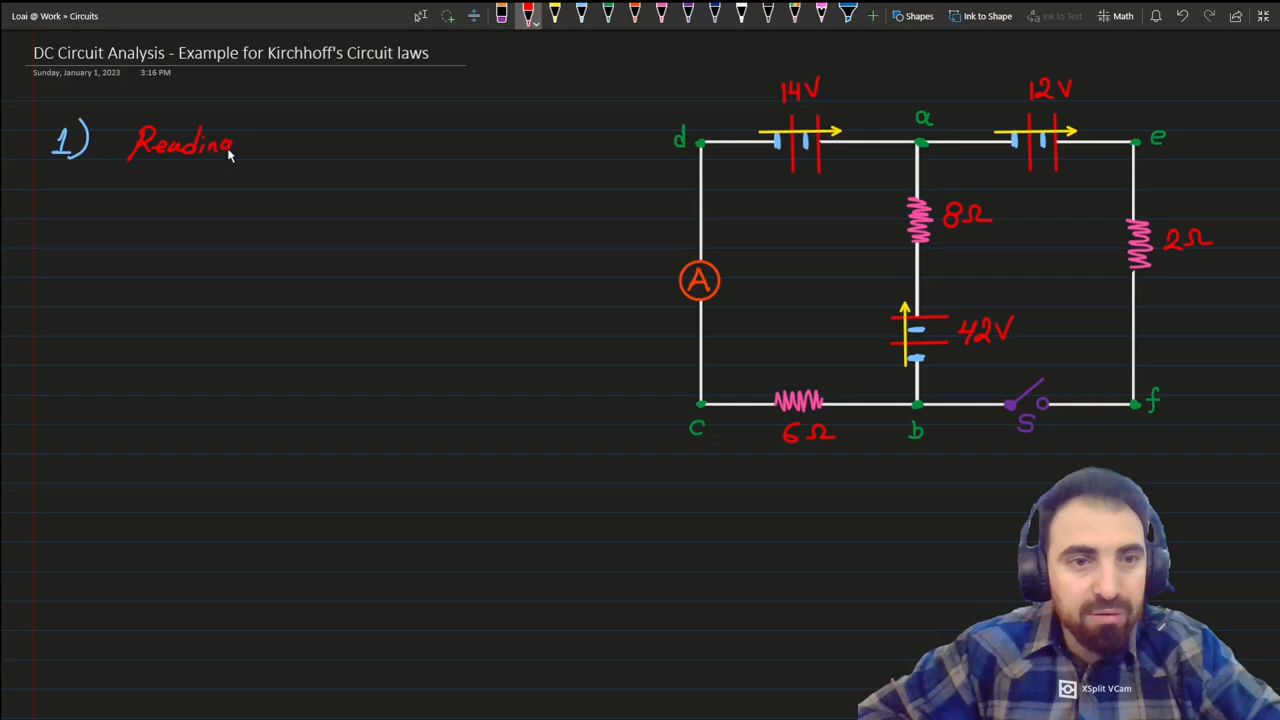 Loai @ Work » Circuits
Shapes
Ink to Shape
Ink to Text
Math
DC Circuit Analysis - Example for Kirchhoff's Circuit laws
Sunday, January 1, 2023 3:16 PM
1) Reading
14V
12V
d
a
e
8Ω
2Ω
A
42V
c
6Ω
b
S
f
XSplit VCam